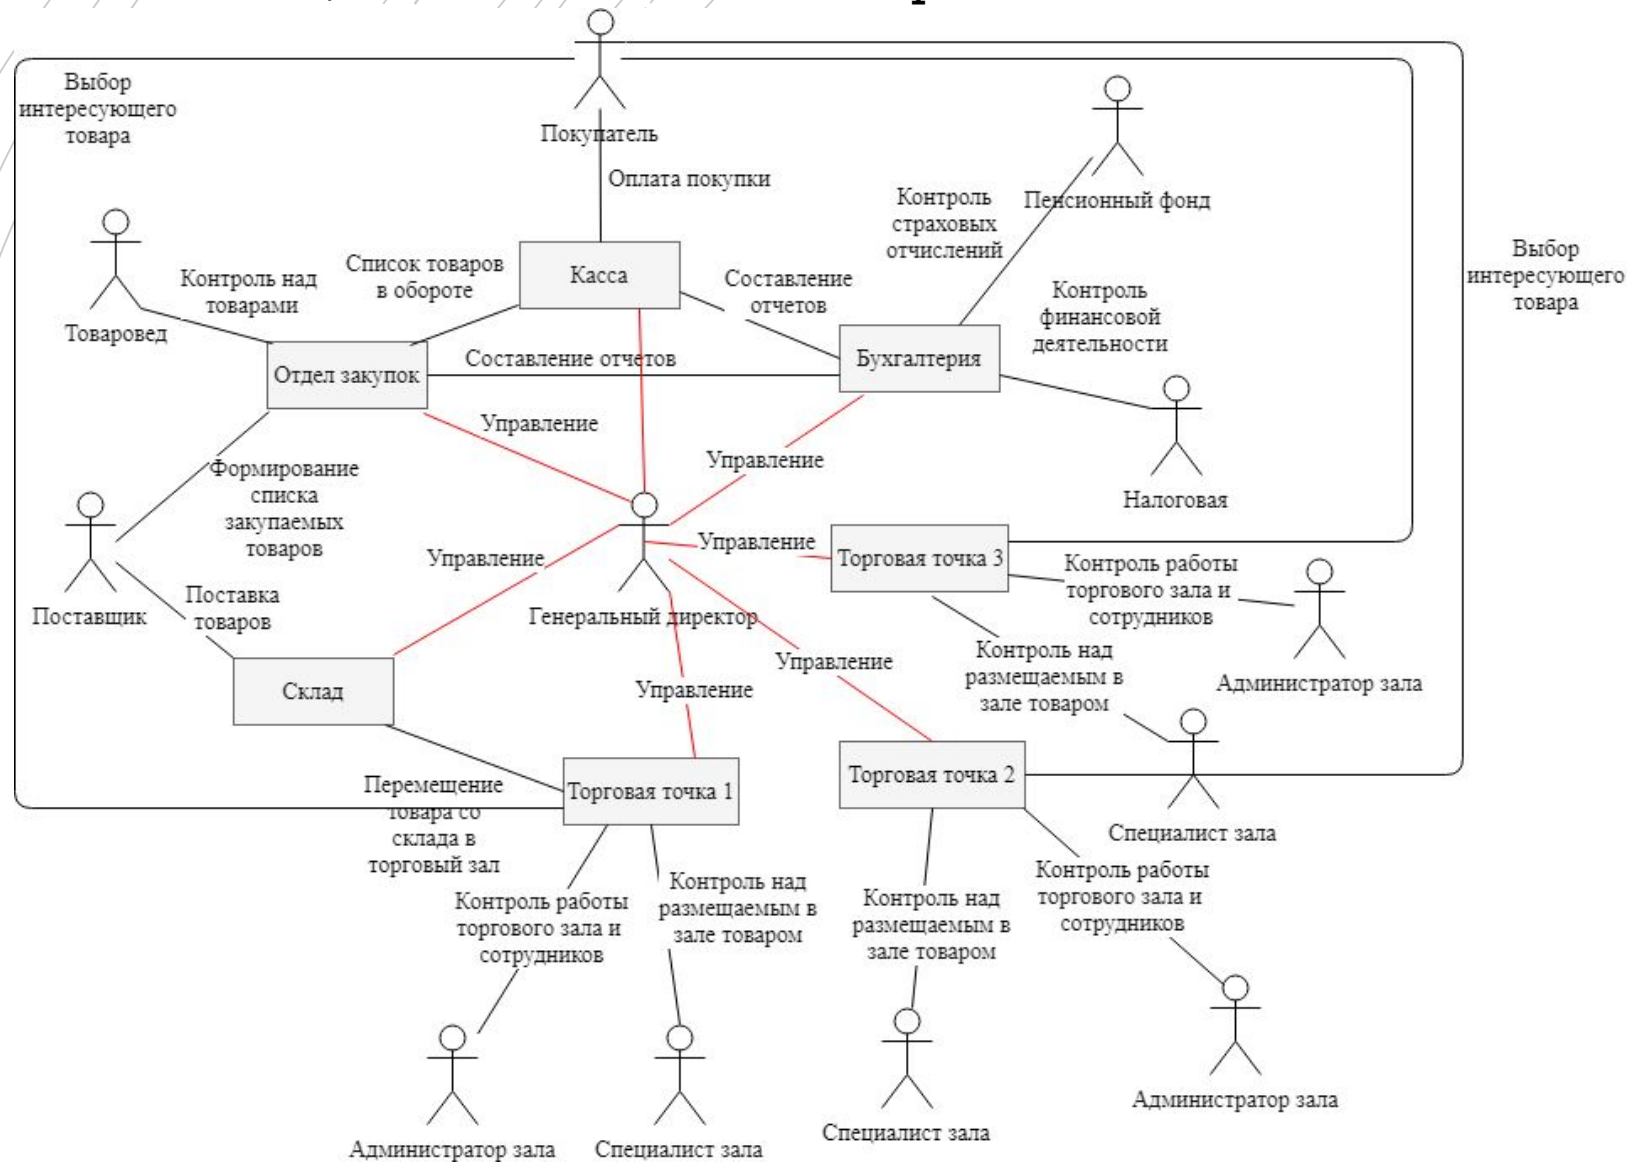 Выбор
интересующего
товара
Покупатель
Оплата покупки
Контроль
страховых
отчислений
Пенсионный фонд
Выбор
интересующего
товара
Товаровед
Контроль над
товарами
Список товаров
в обороте
Касса
Составление
отчетов
Контроль
финансовой
деятельности
Отдел закупок
Составление отчетов
Бухгалтерия
Управление
Управление
Налоговая
Формирование
списка
закупаемых
товаров
Управление
Управление
Торговая точка 3
Контроль работы
торгового зала и
сотрудников
Поставщик
Поставка
товаров
Генеральный директор
Контроль над
размещаемым в
зале товаром
Администратор зала
Склад
Управление
Управление
Перемещение
товара со
склада в
торговый зал
Торговая точка 1
Торговая точка 2
Специалист зала
Контроль работы
торгового зала и
сотрудников
Контроль над
размещаемым в
зале товаром
Контроль над
размещаемым в
зале товаром
Контроль работы
торгового зала и
сотрудников
Администратор зала
Специалист зала
Специалист зала
Администратор зала